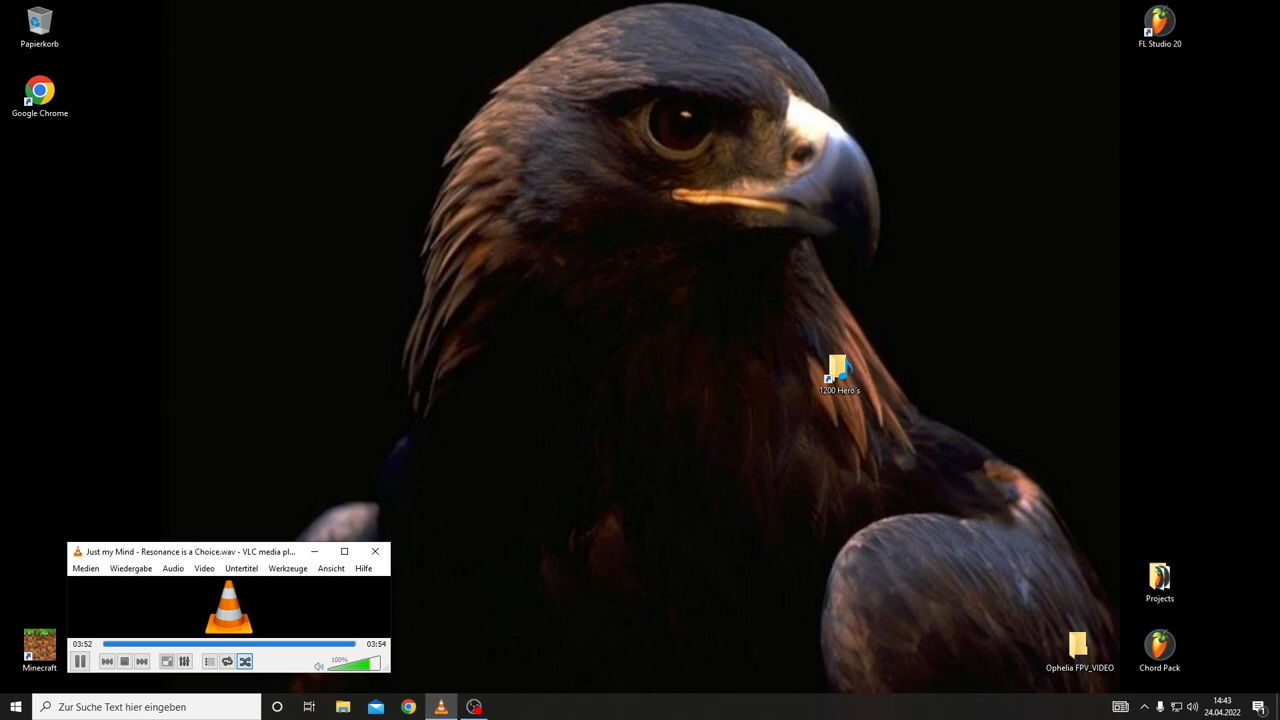 Papierkorb
FL Studio 20
Google Chrome
1200 Hero´s
Just my Mind - Resonance is a Choice.wav - VLC media pl...
Medien Wiedergabe Audio Video Untertitel Werkzeuge Ansicht Hilfe
03:52 03:54
100%
Projects
Minecraft
Ophelia FPV_VIDEO
Chord Pack
Zur Suche Text hier eingeben
14:43
24.04.2022
1